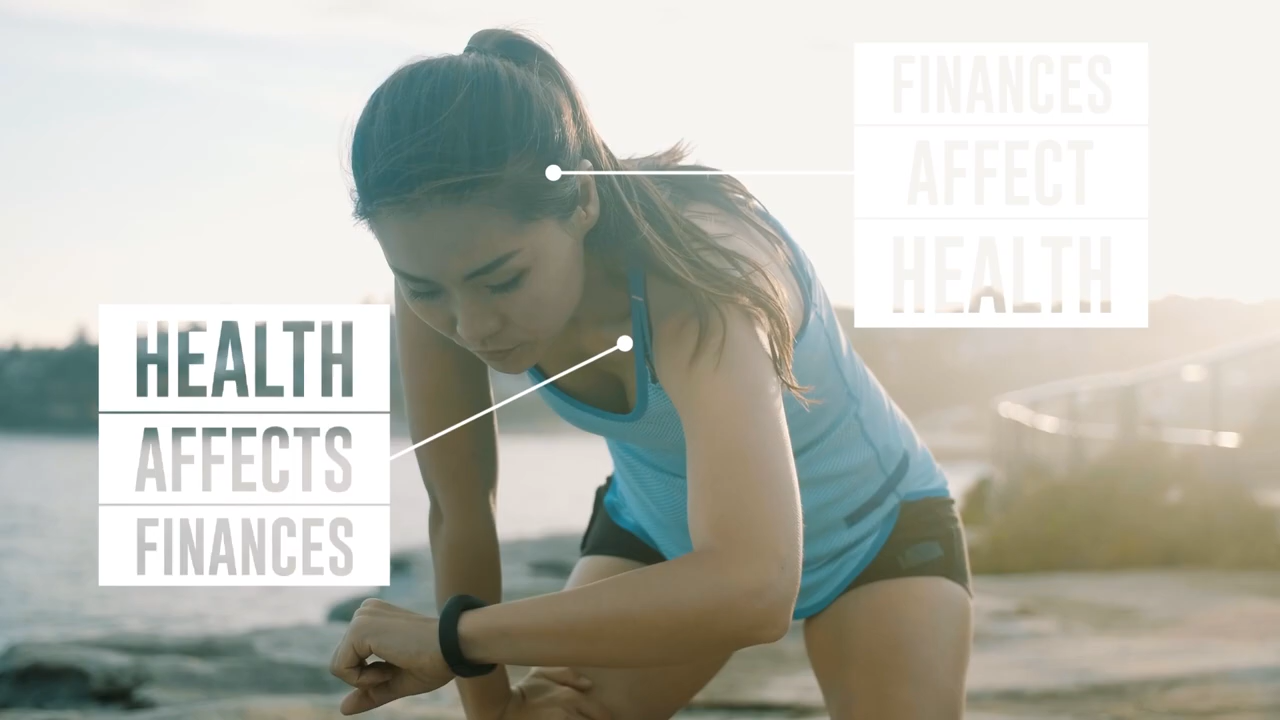 FINANCES
AFFECT
HEALTH
HEALTH
AFFECTS
FINANCES